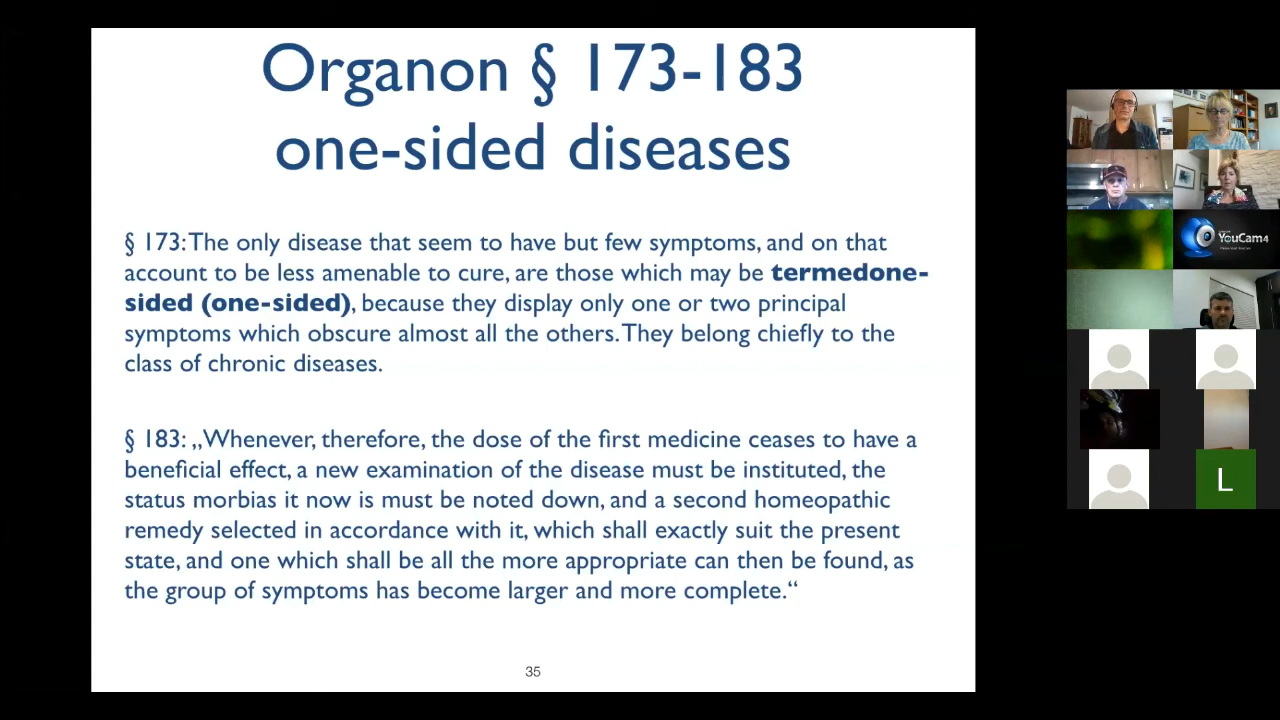 Organon § 173-183
one-sided diseases
§ 173: The only disease that seem to have but few symptoms, and on that
account to be less amenable to cure, are those which may be termedone-
sided (one-sided), because they display only one or two principal
symptoms which obscure almost all the others. They belong chiefly to the
class of chronic diseases.
§ 183: „Whenever, therefore, the dose of the first medicine ceases to have a
beneficial effect, a new examination of the disease must be instituted, the
status morbias it now is must be noted down, and a second homeopathic
remedy selected in accordance with it, which shall exactly suit the present
state, and one which shall be all the more appropriate can then be found, as
the group of symptoms has become larger and more complete.“
35
YouCam4
L